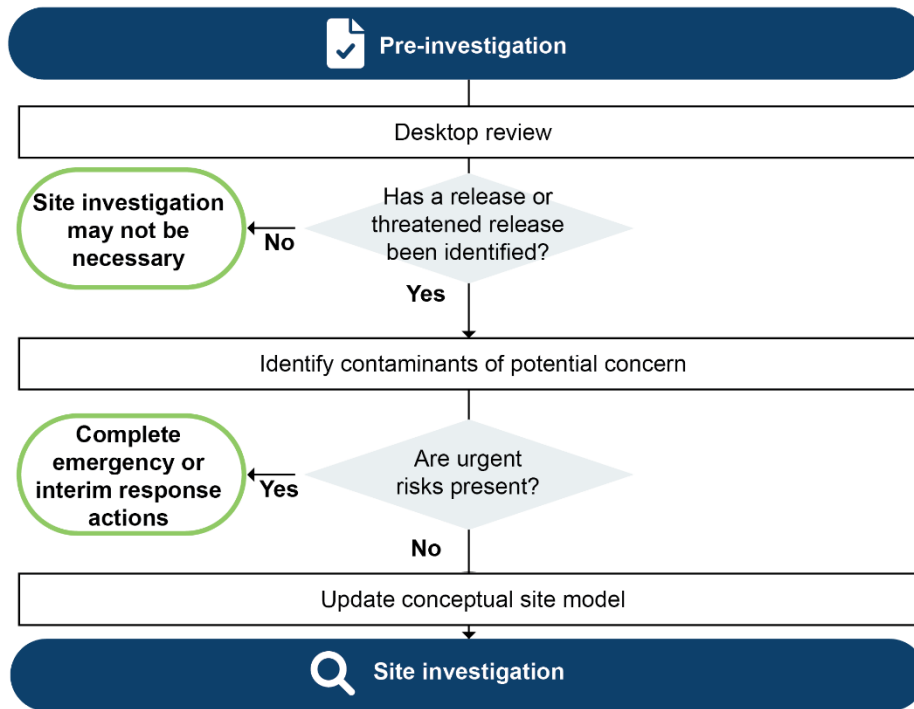 Pre-investigation
Desktop review
Has a release or
threatened release
been identified?
Site investigation
may not be
necessary
No
Yes
Identify contaminants of potential concern
Are urgent
risks present?
Complete
emergency or
interim response
actions
Yes
No
Update conceptual site model
Site investigation